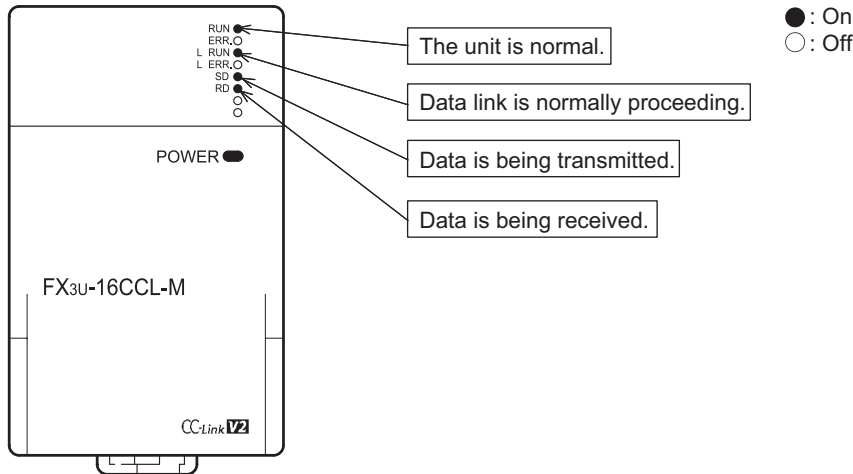 RUN
ERR.
L RUN
L ERR.
SD
RD
POWER
FX3U-16CCL-M
CC-Link V2
The unit is normal.
Data link is normally proceeding.
Data is being transmitted.
Data is being received.
: On
: Off